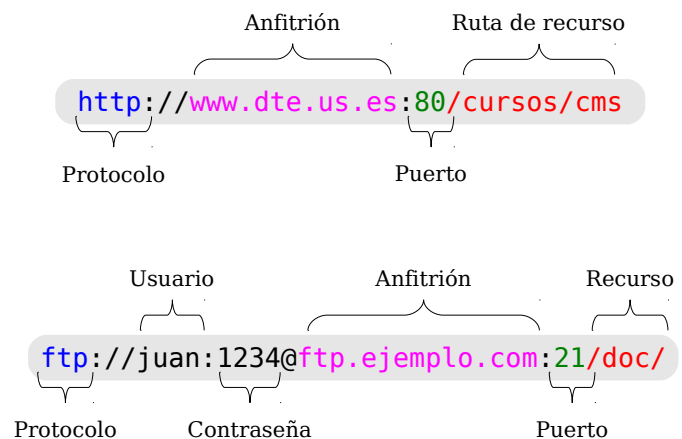 Anfitrión Ruta de recurso
http://www.dte.us.es:80/cursos/cms
Protocolo Puerto
Usuario Anfitrión Recurso
ftp://juan:1234@ftp.ejemplo.com:21/doc/
Protocolo Contraseña Puerto